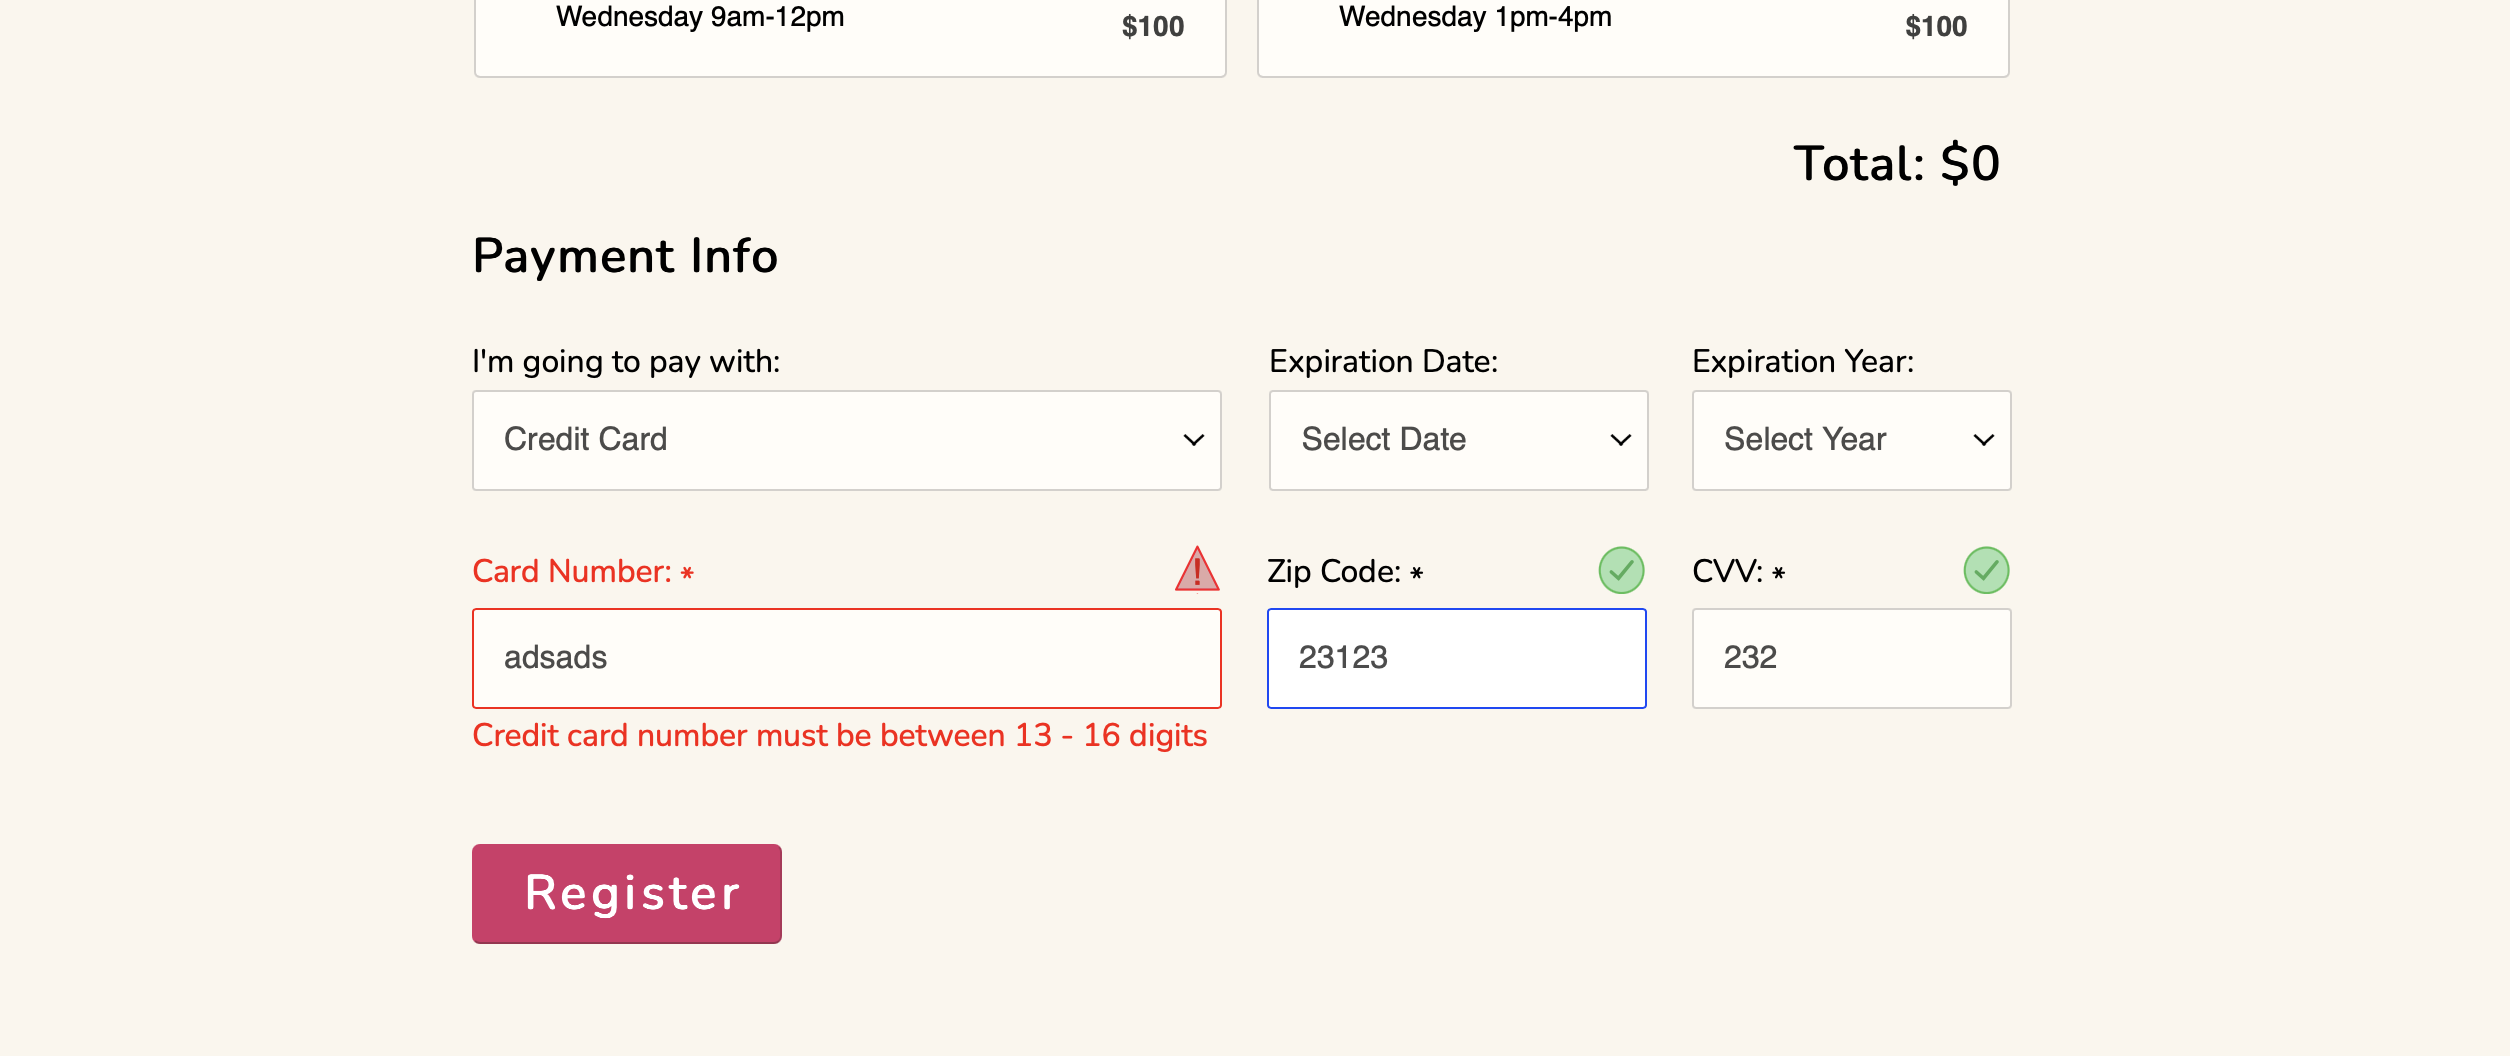 Wednesday 9am-12pm
$100
Wednesday 1pm-4pm
$100
Total: $0
Payment Info
I'm going to pay with:
Expiration Date:
Expiration Year:
Credit Card
Select Date
Select Year
Card Number: *
Zip Code: *
CVV: *
adsads
23123
232
Credit card number must be between 13 - 16 digits
Register